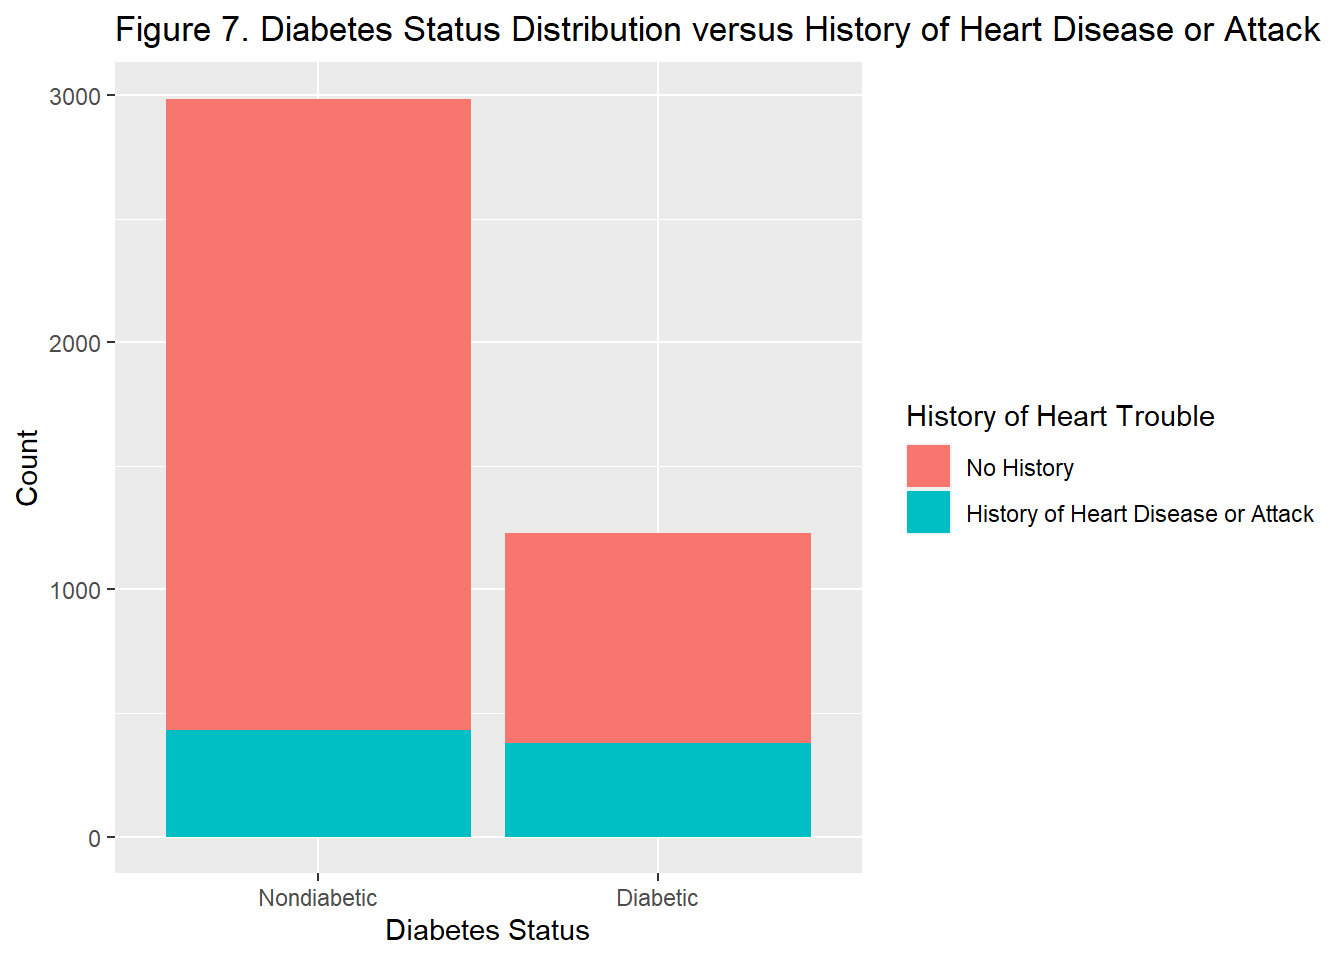 Figure 7. Diabetes Status Distribution versus History of Heart Disease or Attack
3000
2000
1000
0
Count
Nondiabetic
Diabetic
Diabetes Status
History of Heart Trouble
No History
History of Heart Disease or Attack